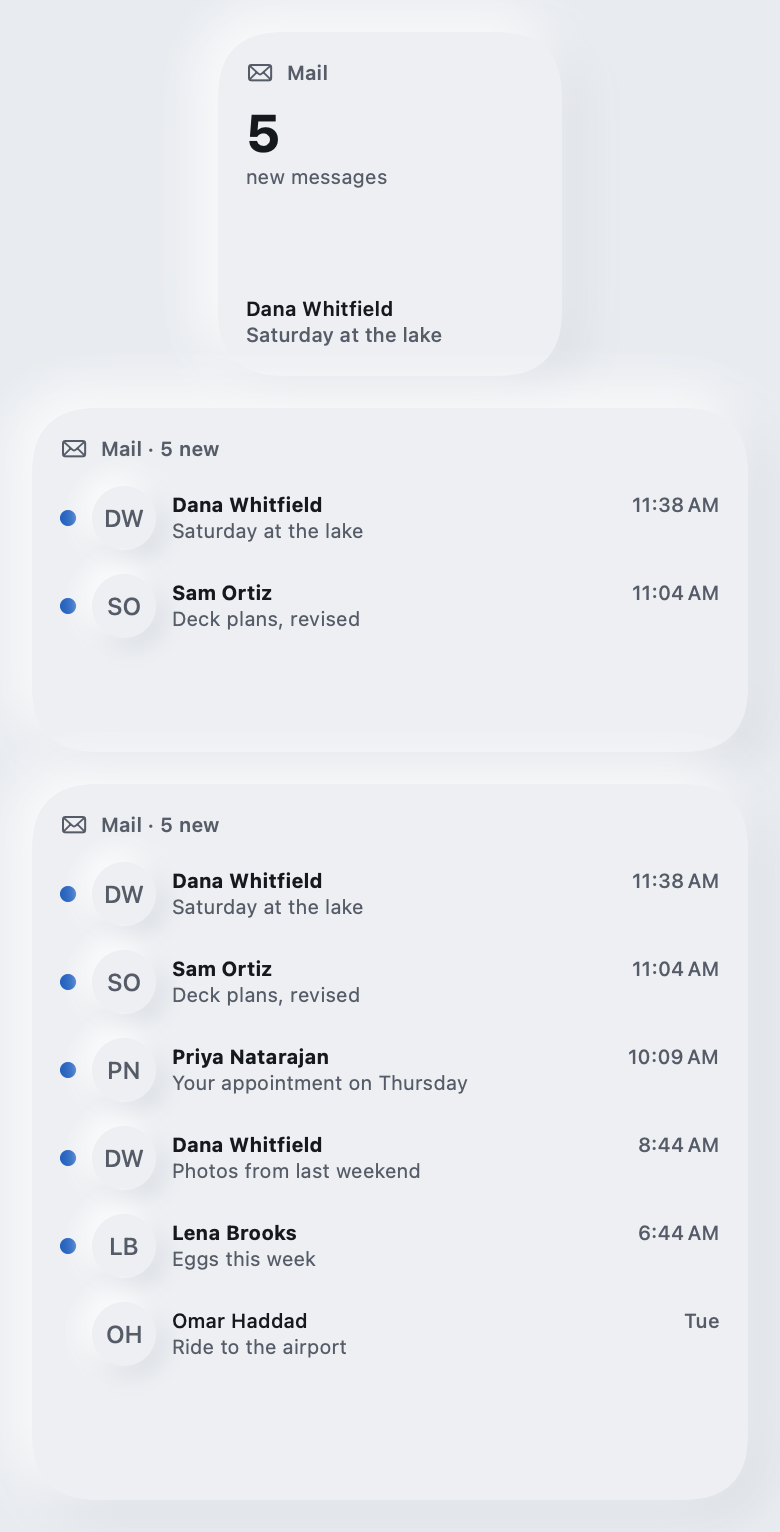 Mail
5
new messages
Dana Whitfield
Saturday at the lake
Mail · 5 new
DW Dana Whitfield 11:38 AM
Saturday at the lake
SO Sam Ortiz 11:04 AM
Deck plans, revised
Mail · 5 new
DW Dana Whitfield 11:38 AM
Saturday at the lake
SO Sam Ortiz 11:04 AM
Deck plans, revised
PN Priya Natarajan 10:09 AM
Your appointment on Thursday
DW Dana Whitfield 8:44 AM
Photos from last weekend
LB Lena Brooks 6:44 AM
Eggs this week
OH Omar Haddad Tue
Ride to the airport